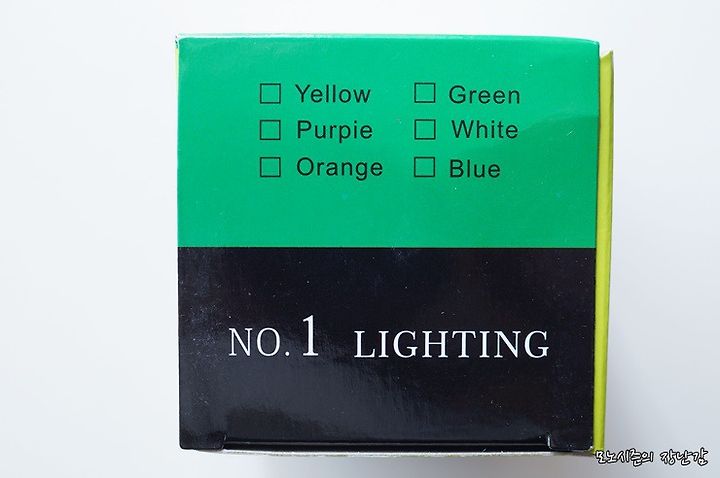 ☐ Yellow ☐ Green
☐ Purpie ☐ White
☐ Orange ☐ Blue
NO.1 LIGHTING
모노시론의 장난감